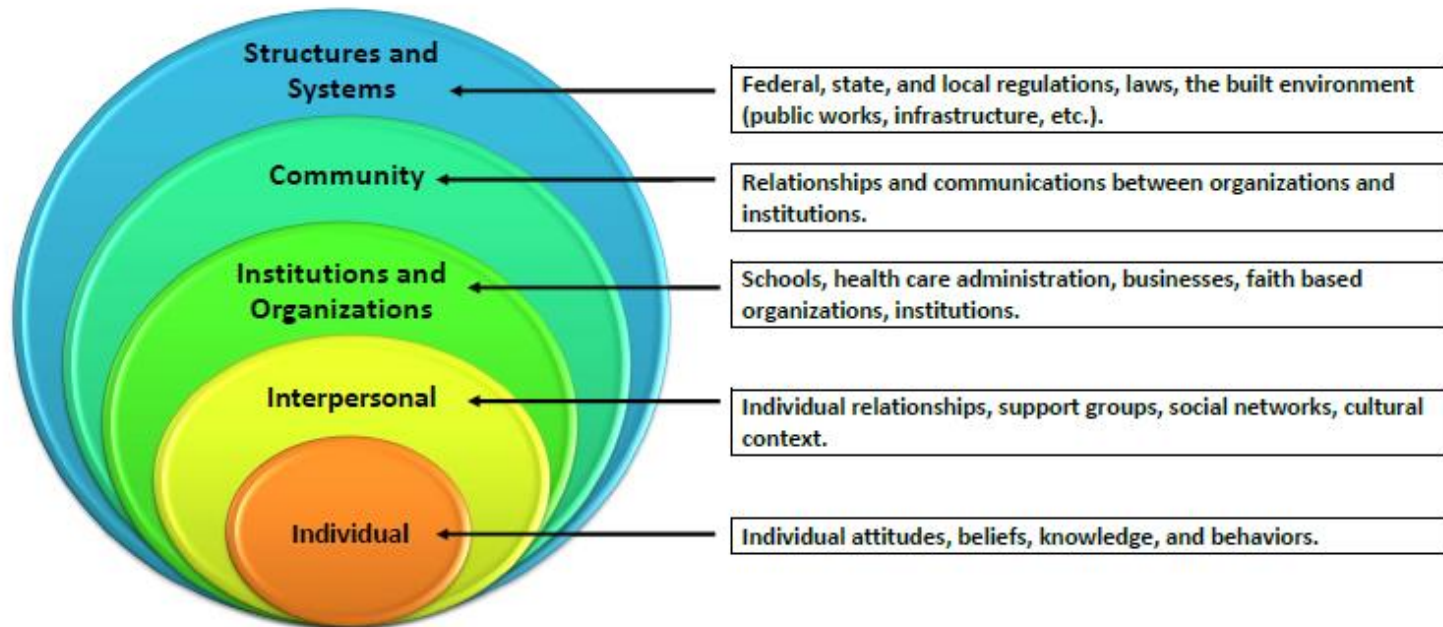 Structures and
Systems
Federal, state, and local regulations, laws, the built environment
(public works, infrastructure, etc.).
Community
Relationships and communications between organizations and
institutions.
Institutions and
Organizations
Schools, health care administration, businesses, faith based
organizations, institutions.
Interpersonal
Individual relationships, support groups, social networks, cultural
context.
Individual
Individual attitudes, beliefs, knowledge, and behaviors.